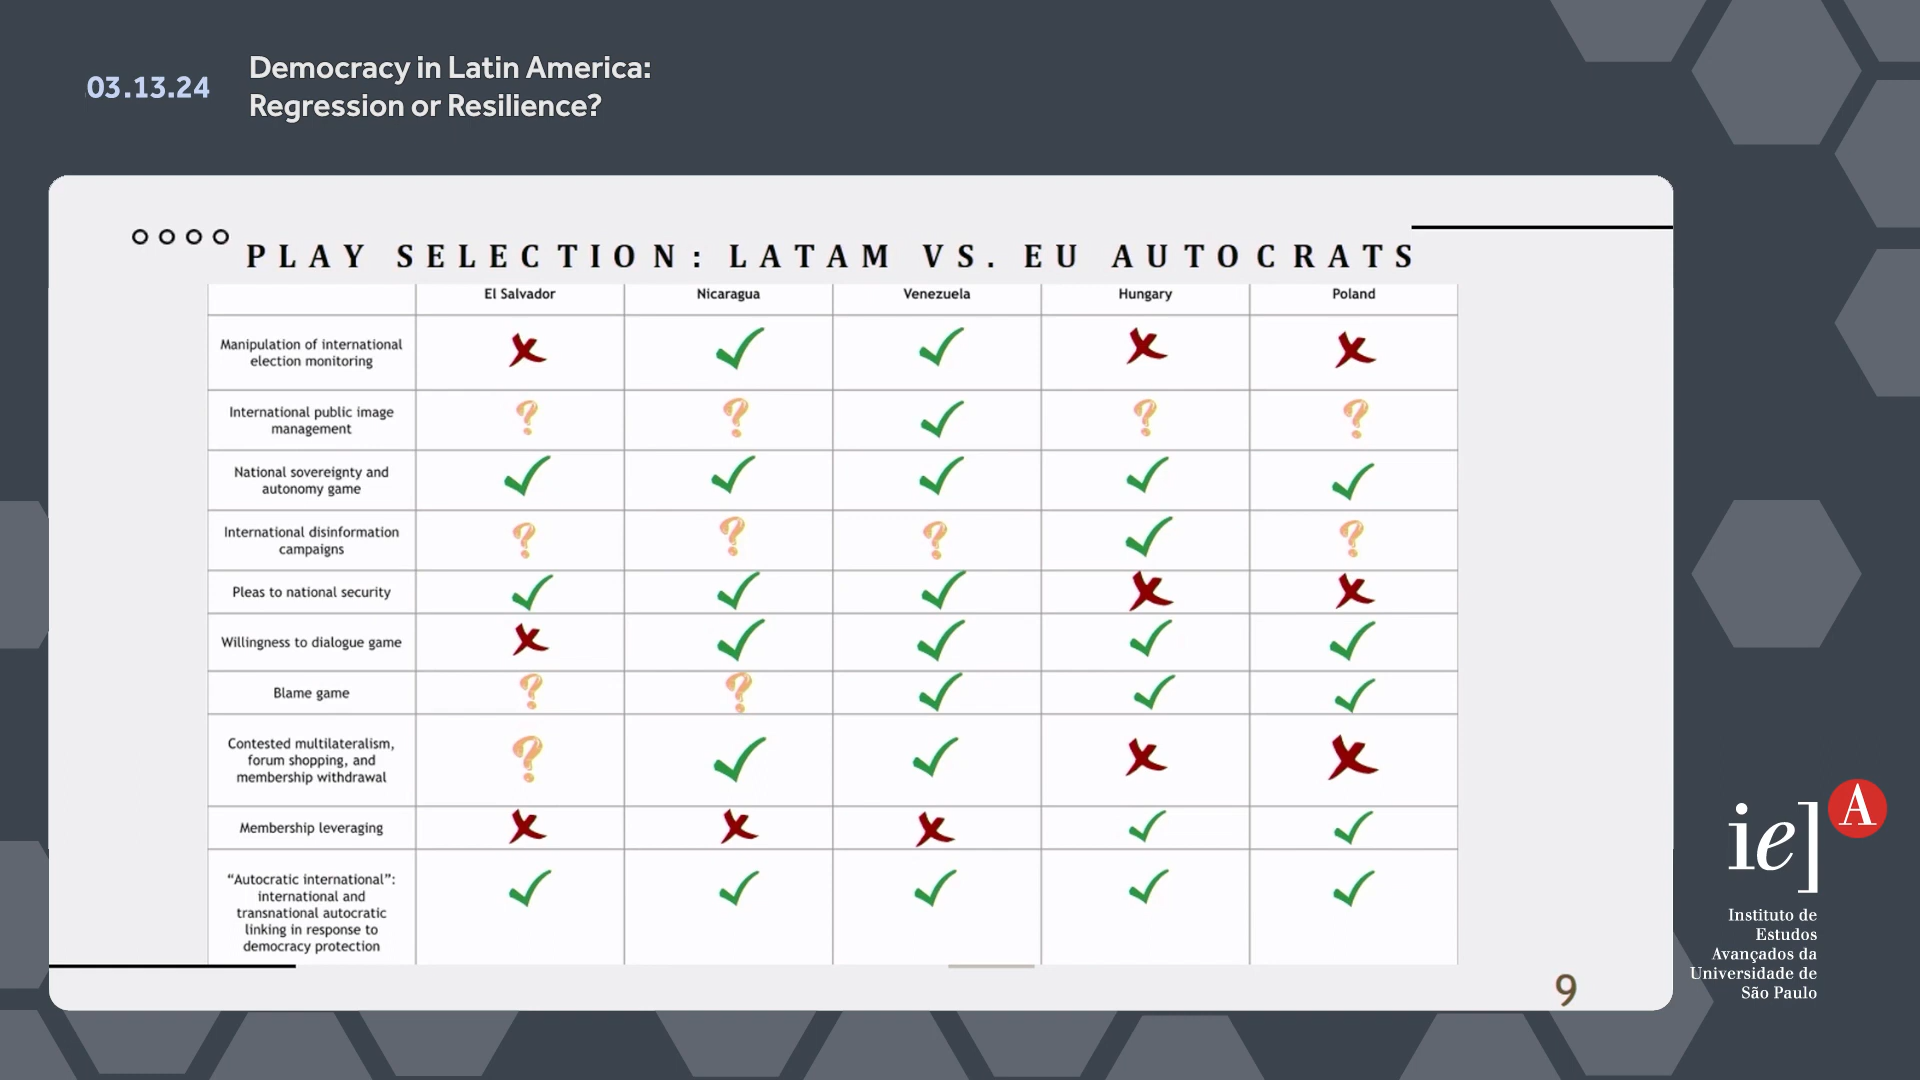 03.13.24
Democracy in Latin America:
Regression or Resilience?
PLAY SELECTION: LATAM VS. EU AUTOCRATS
El Salvador
Nicaragua
Venezuela
Hungary
Poland
Manipulation of international
election monitoring
International public image
management
National sovereignty and
autonomy game
International disinformation
campaigns
Pleas to national security
Willingness to dialogue game
Blame game
Contested multilateralism,
forum shopping, and
membership withdrawal
Membership leveraging
“Autocratic international”:
international and
transnational autocratic
linking in response to
democracy protection
9
ie] A
Instituto de
Estudos
Avançados da
Universidade de
São Paulo